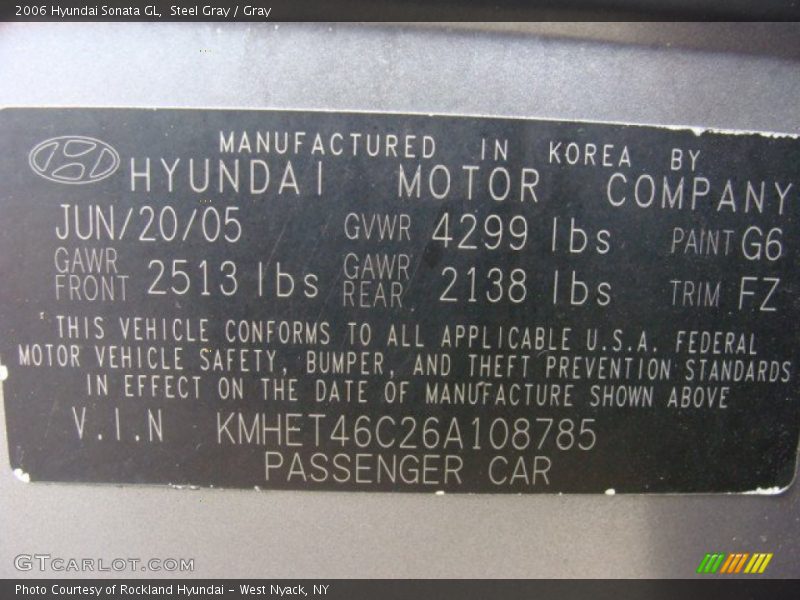 2006 Hyundai Sonata GL, Steel Gray / Gray
MANUFACTURED IN KOREA BY
HYUNDAI MOTOR COMPANY
JUN/20/05 GVWR 4299 lbs PAINT G6
GAWR FRONT 2513 lbs GAWR REAR 2138 lbs TRIM FZ
THIS VEHICLE CONFORMS TO ALL APPLICABLE U.S.A. FEDERAL
MOTOR VEHICLE SAFETY, BUMPER, AND THEFT PREVENTION STANDARDS
IN EFFECT ON THE DATE OF MANUFACTURE SHOWN ABOVE
V.I.N KMHET46C26A108785
PASSENGER CAR
GTCARLOT.COM
Photo Courtesy of Rockland Hyundai - West Nyack, NY